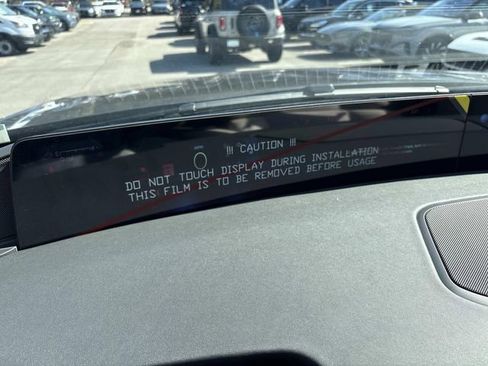 !!! CAUTION !!!
DO NOT TOUCH DISPLAY DURING INSTALLATION
THIS FILM IS TO BE REMOVED BEFORE USAGE